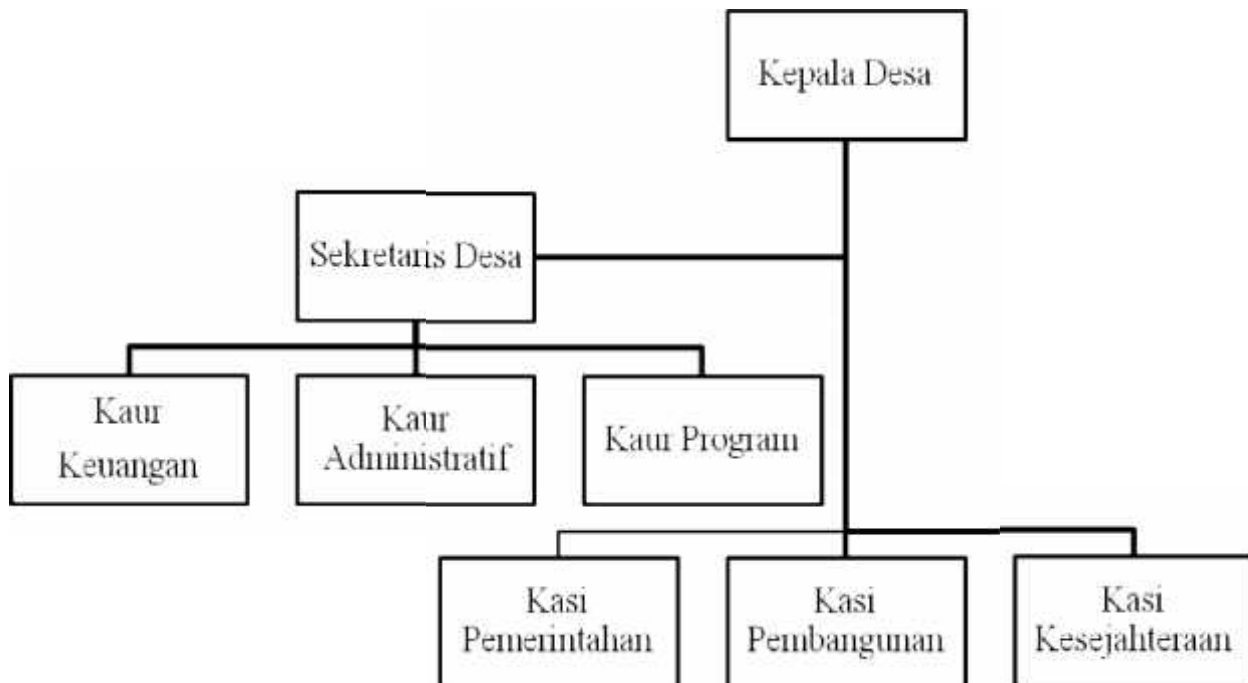 Kepala Desa
Sekretaris Desa
Kaur
Keuangan
Kaur
Administratif
Kaur Program
Kasi
Pemerintahan
Kasi
Pembangunan
Kasi
Kesejahteraan